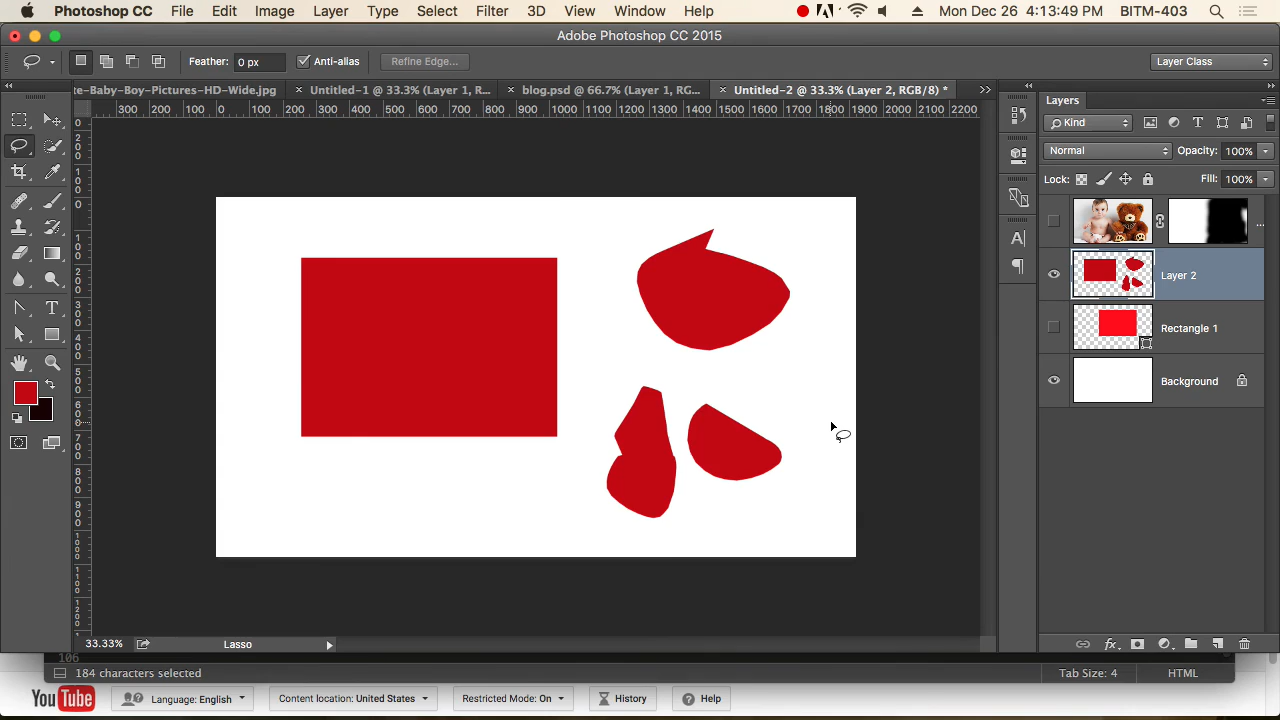 Photoshop CC File Edit Image Layer Type Select Filter 3D View Window Help Mon Dec 26 4:13:49 PM BITM-403
Adobe Photoshop CC 2015
Feather: 0 px Anti-alias Refine Edge... Layer Class
te-Baby-Boy-Pictures-HD-Wide.jpg × Untitled-1 @ 33.3% (Layer 1, R... × blog.psd @ 66.7% (Layer 1, RG... × Untitled-2 @ 33.3% (Layer 2, RGB/8) *
300 200 100 0 100 200 300 400 500 600 700 800 900 1000 1100 1200 1300 1400 1500 1600 1700 1800 1900 2000 2100 2200
Layers
Kind
Normal Opacity: 100%
Lock: Fill: 100%
...
Layer 2
Rectangle 1
Background
33.33% Lasso
106
184 characters selected Tab Size: 4 HTML
YouTube Language: English Content location: United States Restricted Mode: On History Help